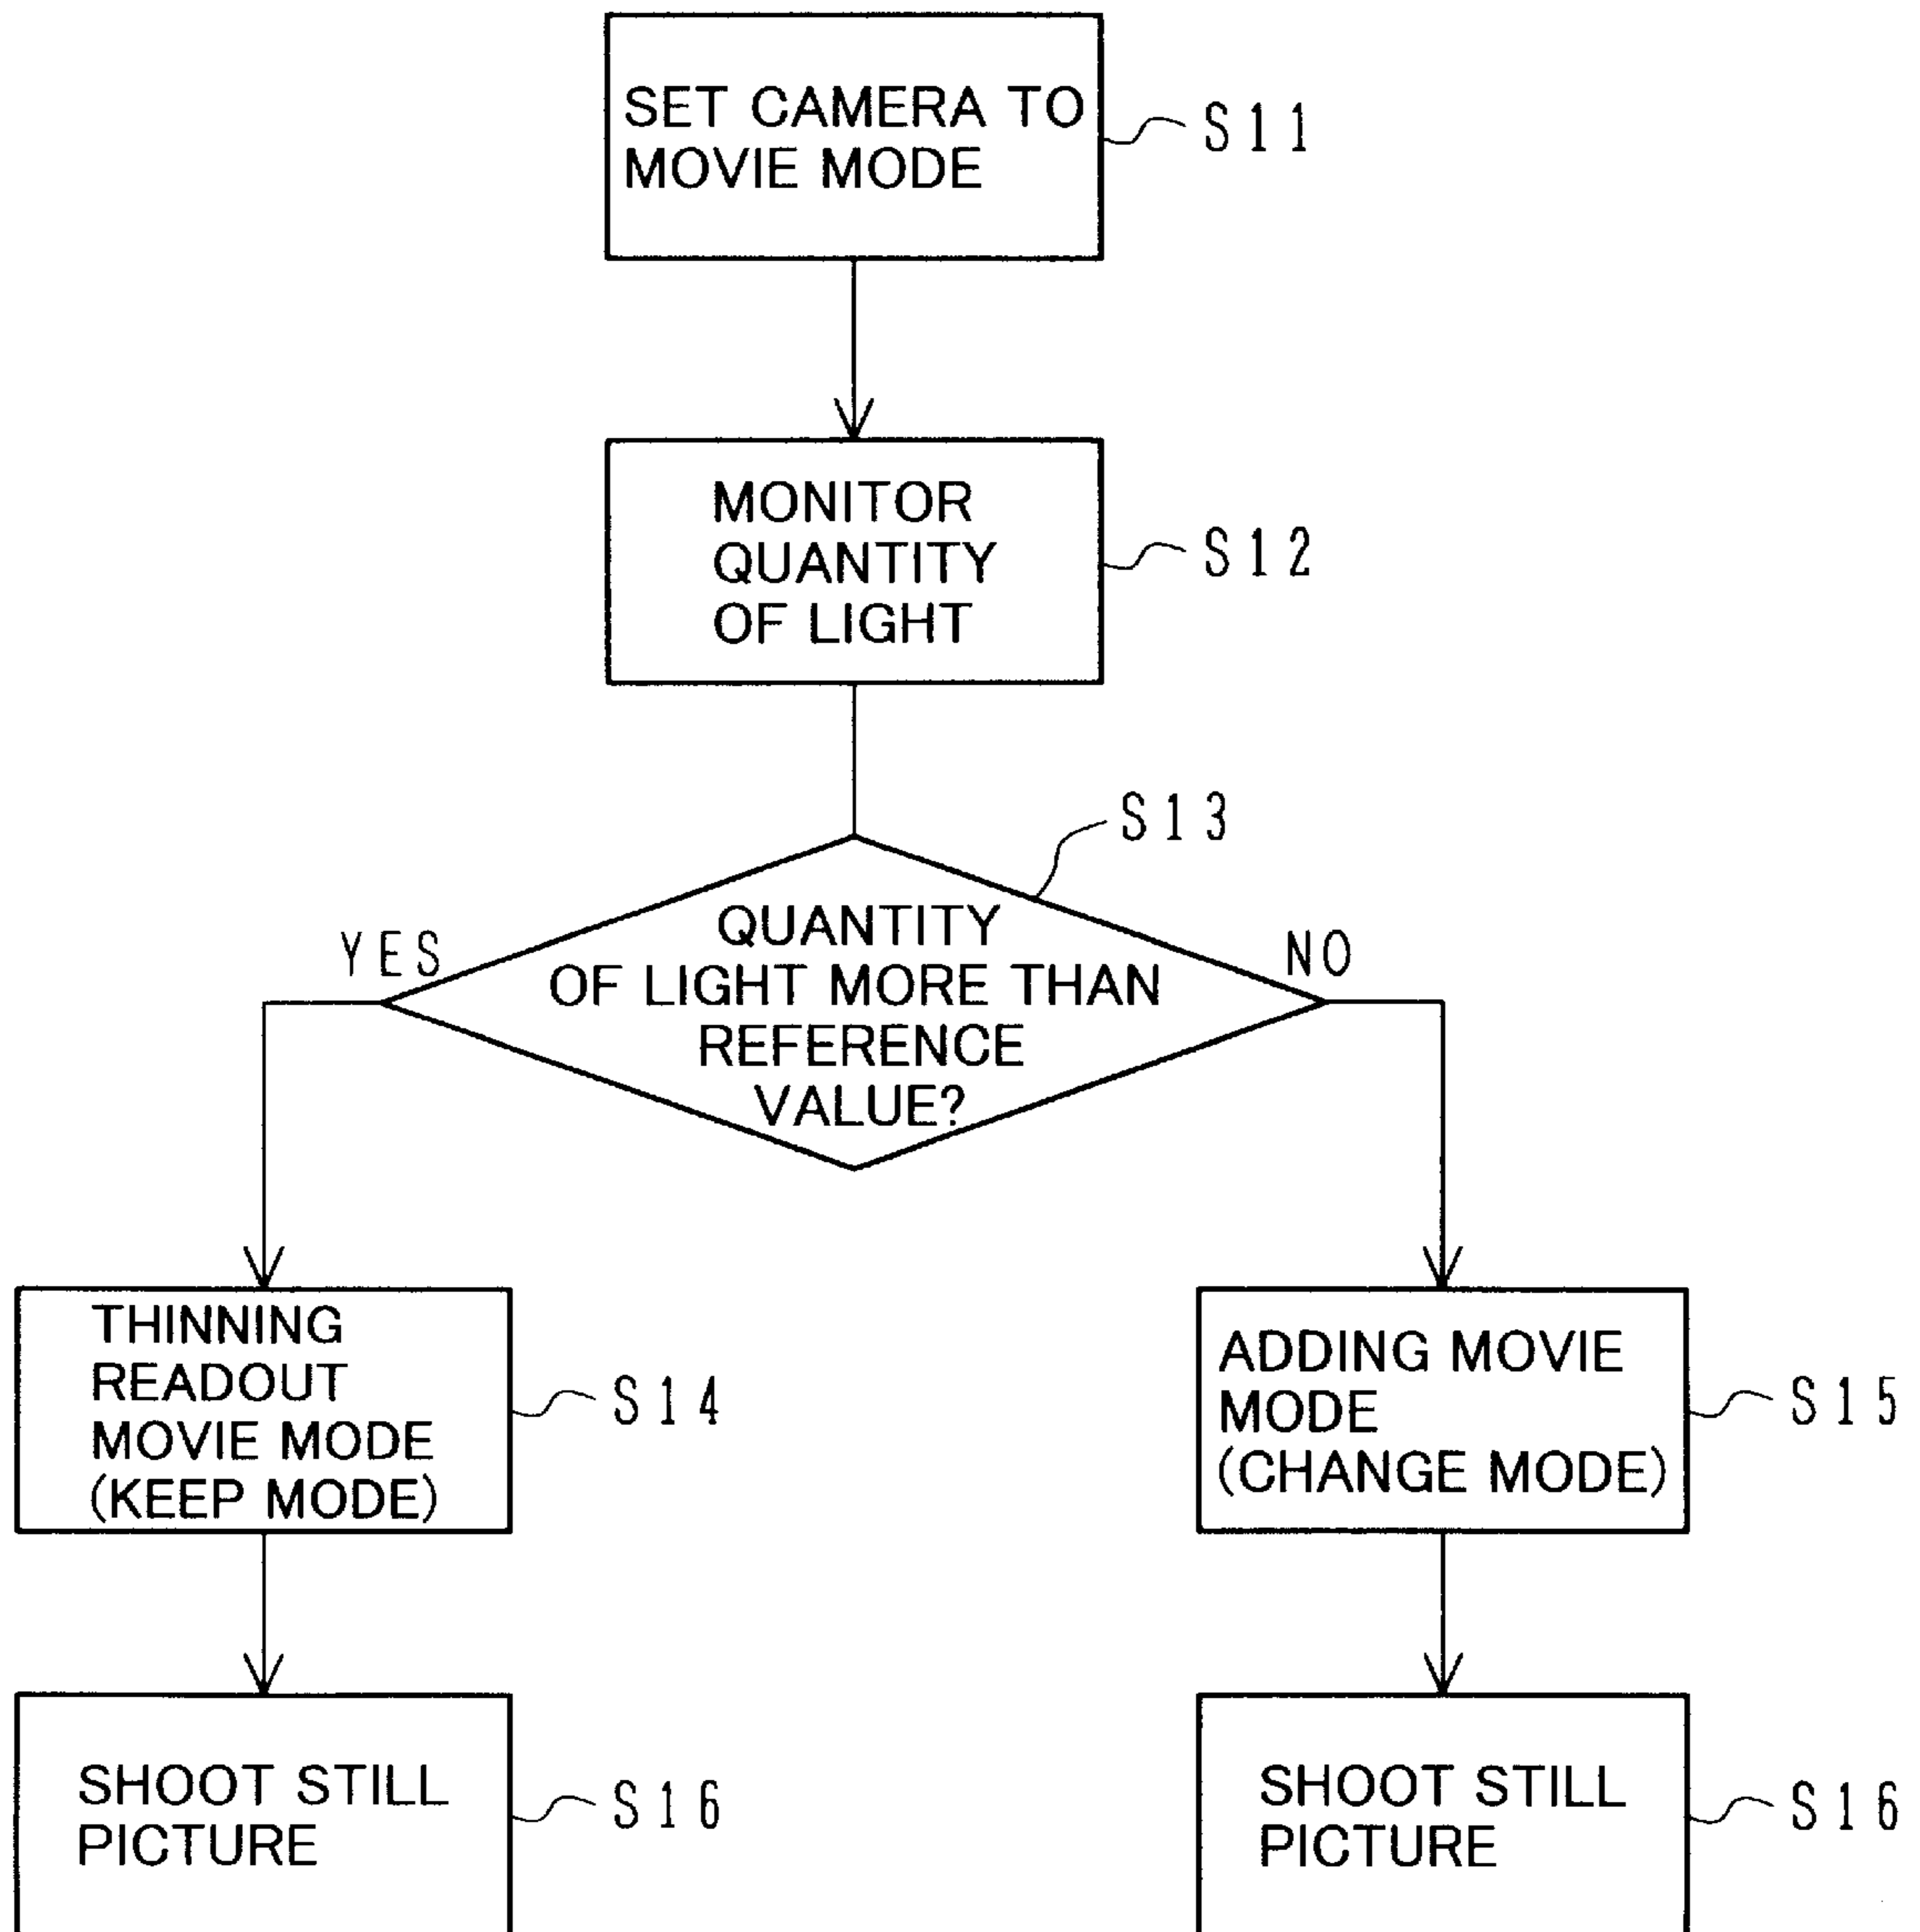 SET CAMERA TO
MOVIE MODE
S11
MONITOR
QUANTITY
OF LIGHT
S12
S13
QUANTITY
OF LIGHT MORE THAN
REFERENCE
VALUE?
YES
NO
THINNING
READOUT
MOVIE MODE
(KEEP MODE)
S14
ADDING MOVIE
MODE
(CHANGE MODE)
S15
SHOOT STILL
PICTURE
S16
SHOOT STILL
PICTURE
S16